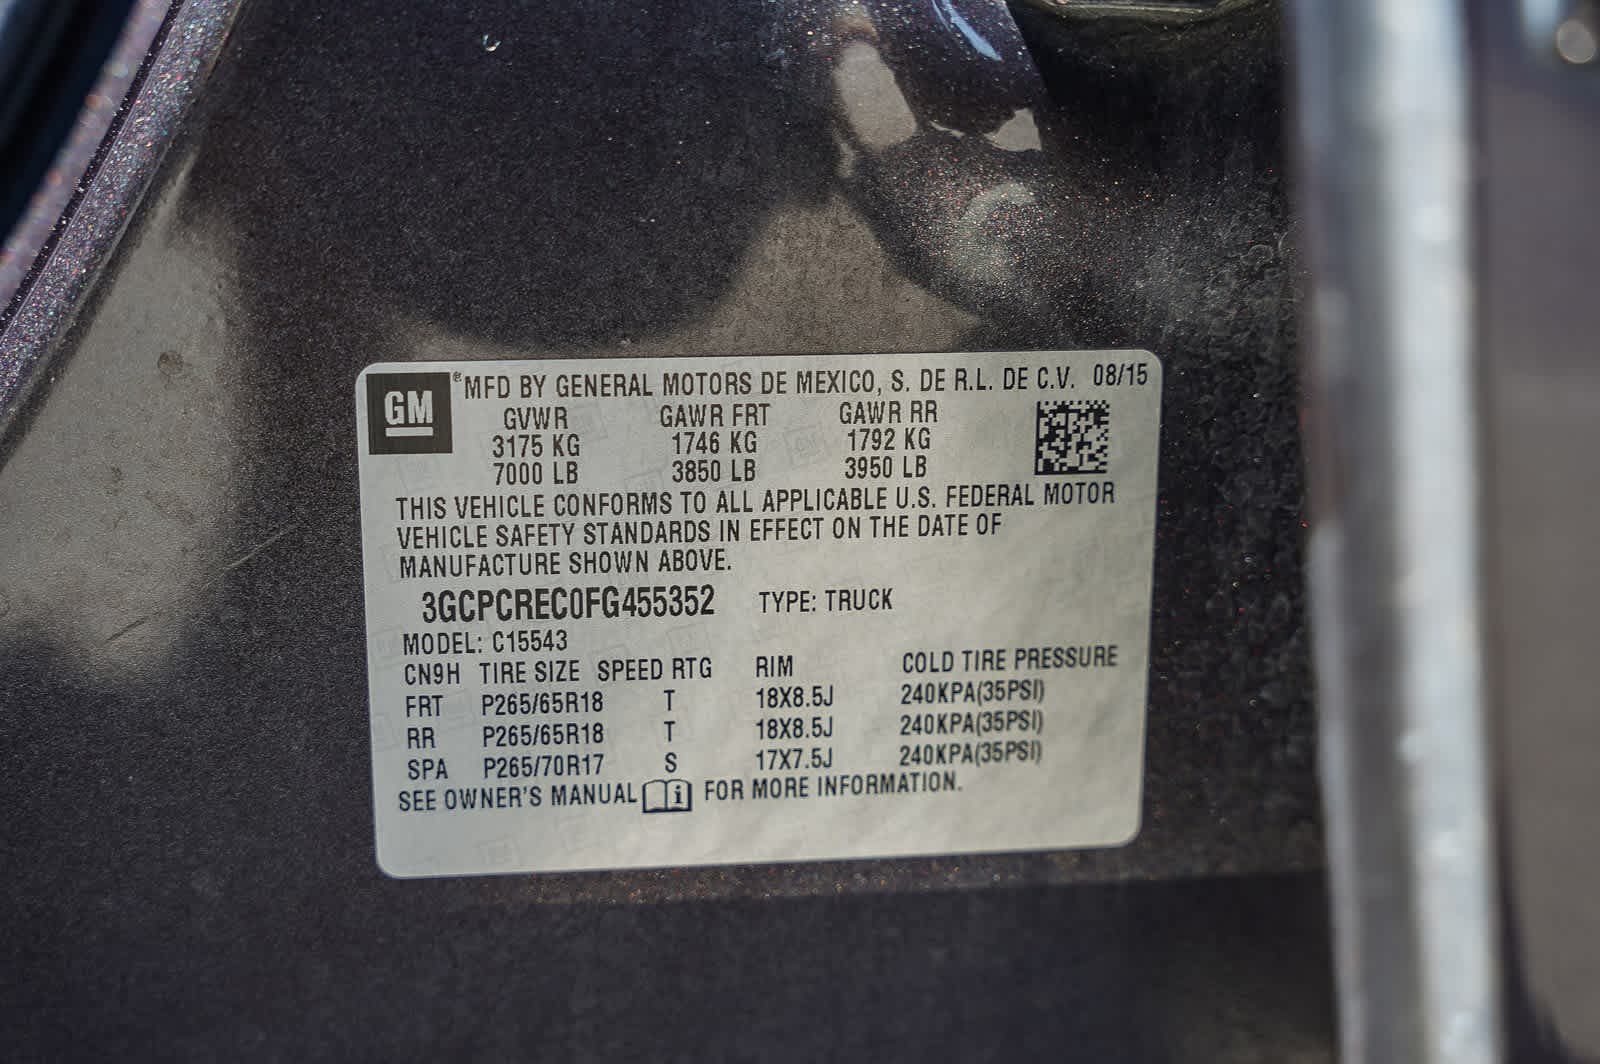 GM ® MFD BY GENERAL MOTORS DE MEXICO, S. DE R.L. DE C.V. 08/15
GVWR GAWR FRT GAWR RR
3175 KG 1746 KG 1792 KG
7000 LB 3850 LB 3950 LB
THIS VEHICLE CONFORMS TO ALL APPLICABLE U.S. FEDERAL MOTOR
VEHICLE SAFETY STANDARDS IN EFFECT ON THE DATE OF
MANUFACTURE SHOWN ABOVE.
3GCPCREC0FG455352 TYPE: TRUCK
MODEL: C15543
CN9H TIRE SIZE SPEED RTG RIM COLD TIRE PRESSURE
FRT P265/65R18 T 18X8.5J 240KPA(35PSI)
RR P265/65R18 T 18X8.5J 240KPA(35PSI)
SPA P265/70R17 S 17X7.5J 240KPA(35PSI)
SEE OWNER'S MANUAL i FOR MORE INFORMATION.